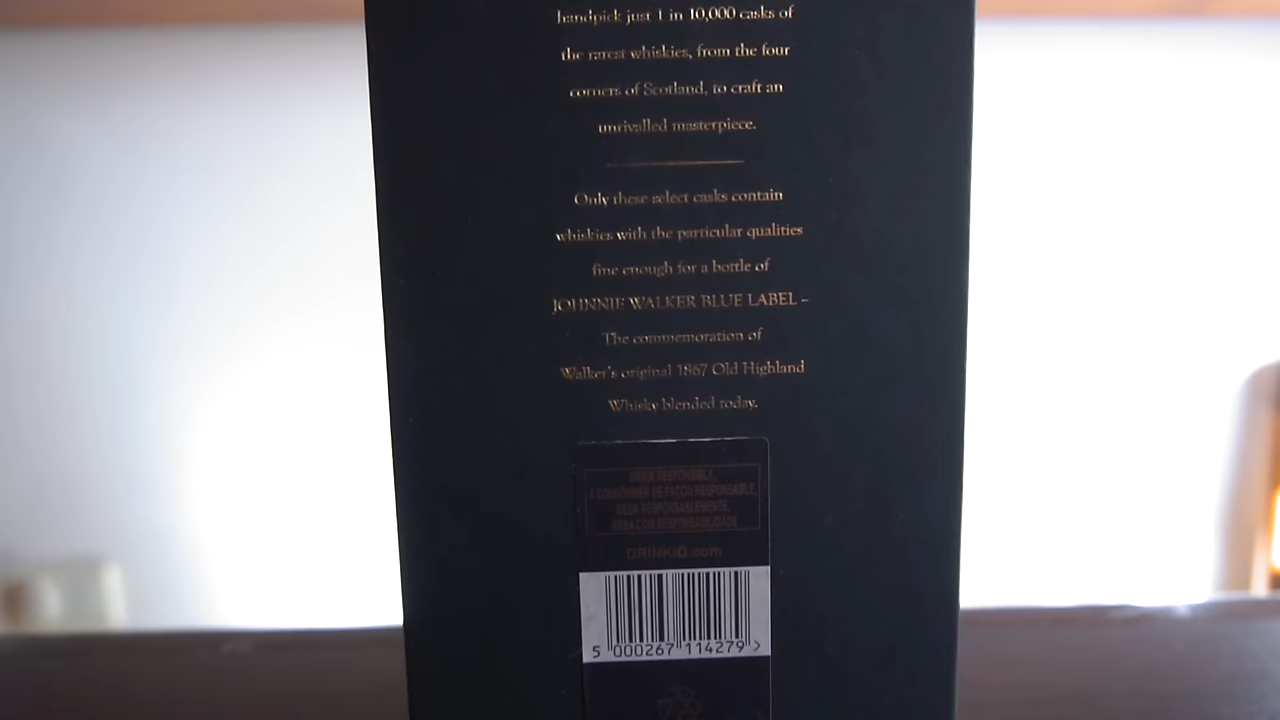 handpick just 1 in 10,000 casks of
the rarest whiskies, from the four
corners of Scotland, to craft an
unrivalled masterpiece.
Only these select casks contain
whiskies with the particular qualities
fine enough for a bottle of
JOHNNIE WALKER BLUE LABEL –
The commemoration of
Walker's original 1867 Old Highland
Whisky blended today.
DRINK RESPONSIBLY.
A CONSOMMER DE FACON RESPONSABLE.
BEBA RESPONSABLEMENTE.
BEBA COM RESPONSABILIDADE
DRINKiQ.com
5 000267 114279 >